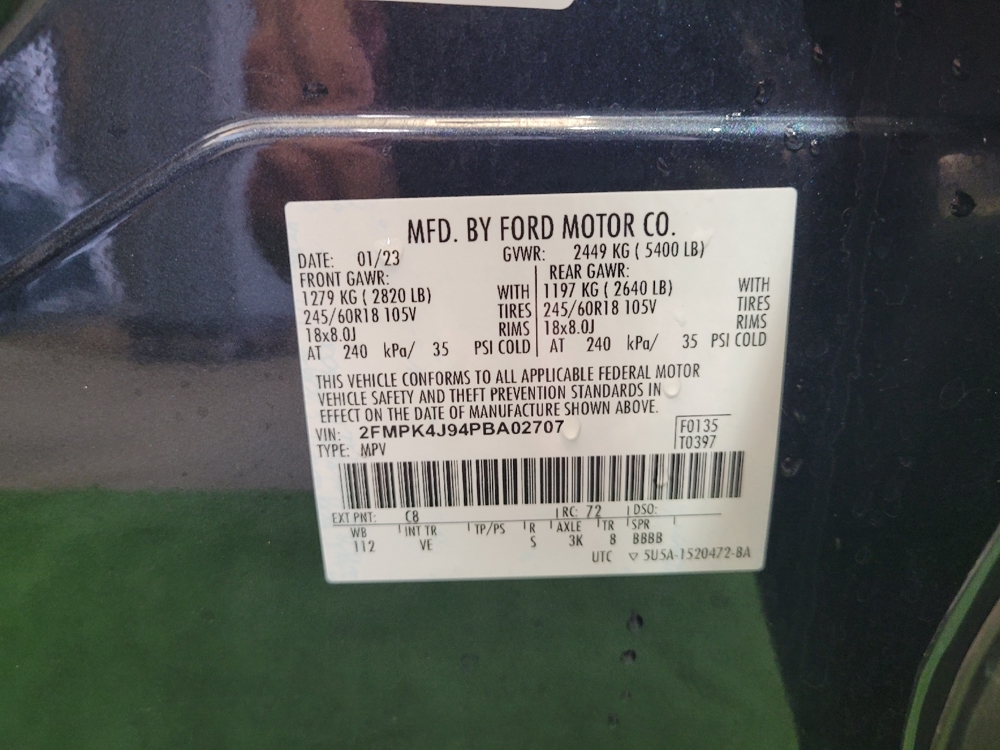 MFD. BY FORD MOTOR CO.
DATE: 01/23 GVWR: 2449 KG ( 5400 LB)
FRONT GAWR: REAR GAWR:
1279 KG ( 2820 LB) WITH 1197 KG ( 2640 LB) WITH
245/60R18 105V TIRES 245/60R18 105V TIRES
18x8.0J RIMS 18x8.0J RIMS
AT 240 kPa/ 35 PSI COLD AT 240 kPa/ 35 PSI COLD
THIS VEHICLE CONFORMS TO ALL APPLICABLE FEDERAL MOTOR
VEHICLE SAFETY AND THEFT PREVENTION STANDARDS IN
EFFECT ON THE DATE OF MANUFACTURE SHOWN ABOVE.
VIN: 2FMPK4J94PBA02707 F0135
TYPE: MPV T0397
EXT PNT: C8 RC: 72 DSO:
WB INT TR TP/PS R AXLE TR SPR
112 VE S 3K 8 BBBB
UTC ▽ 5U5A-1520472-BA